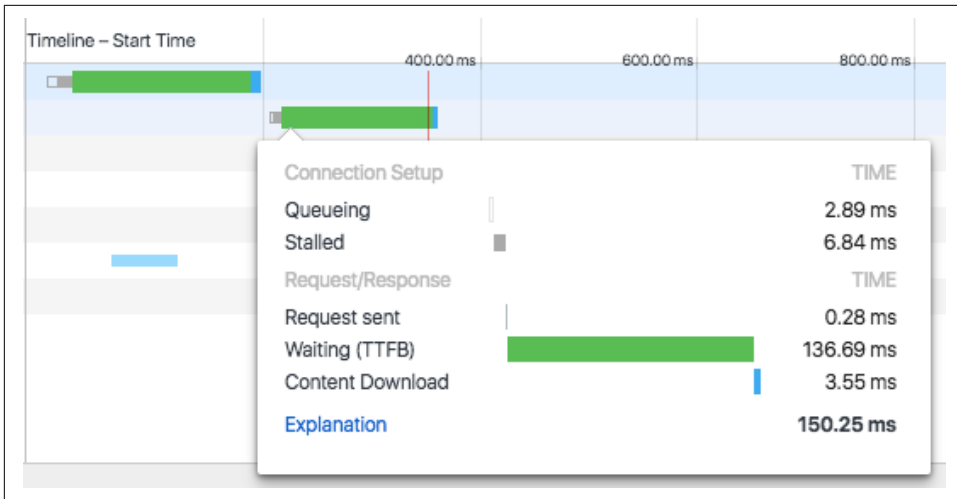 Timeline – Start Time
400.00 ms 600.00 ms 800.00 ms
Connection Setup TIME
Queueing 2.89 ms
Stalled 6.84 ms
Request/Response TIME
Request sent 0.28 ms
Waiting (TTFB) 136.69 ms
Content Download 3.55 ms
Explanation 150.25 ms